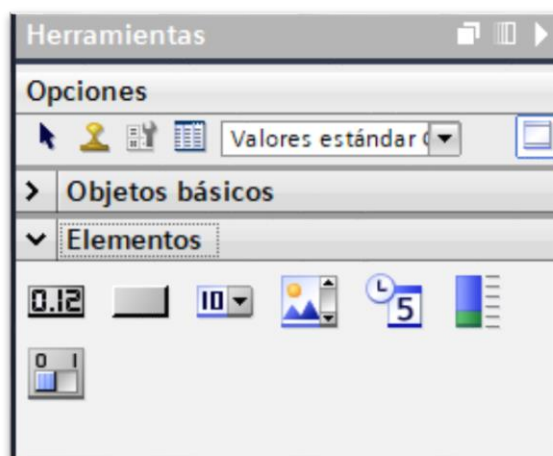 Herramientas
Opciones
Valores estándar
Objetos básicos
Elementos
0.12
10
5
0 I